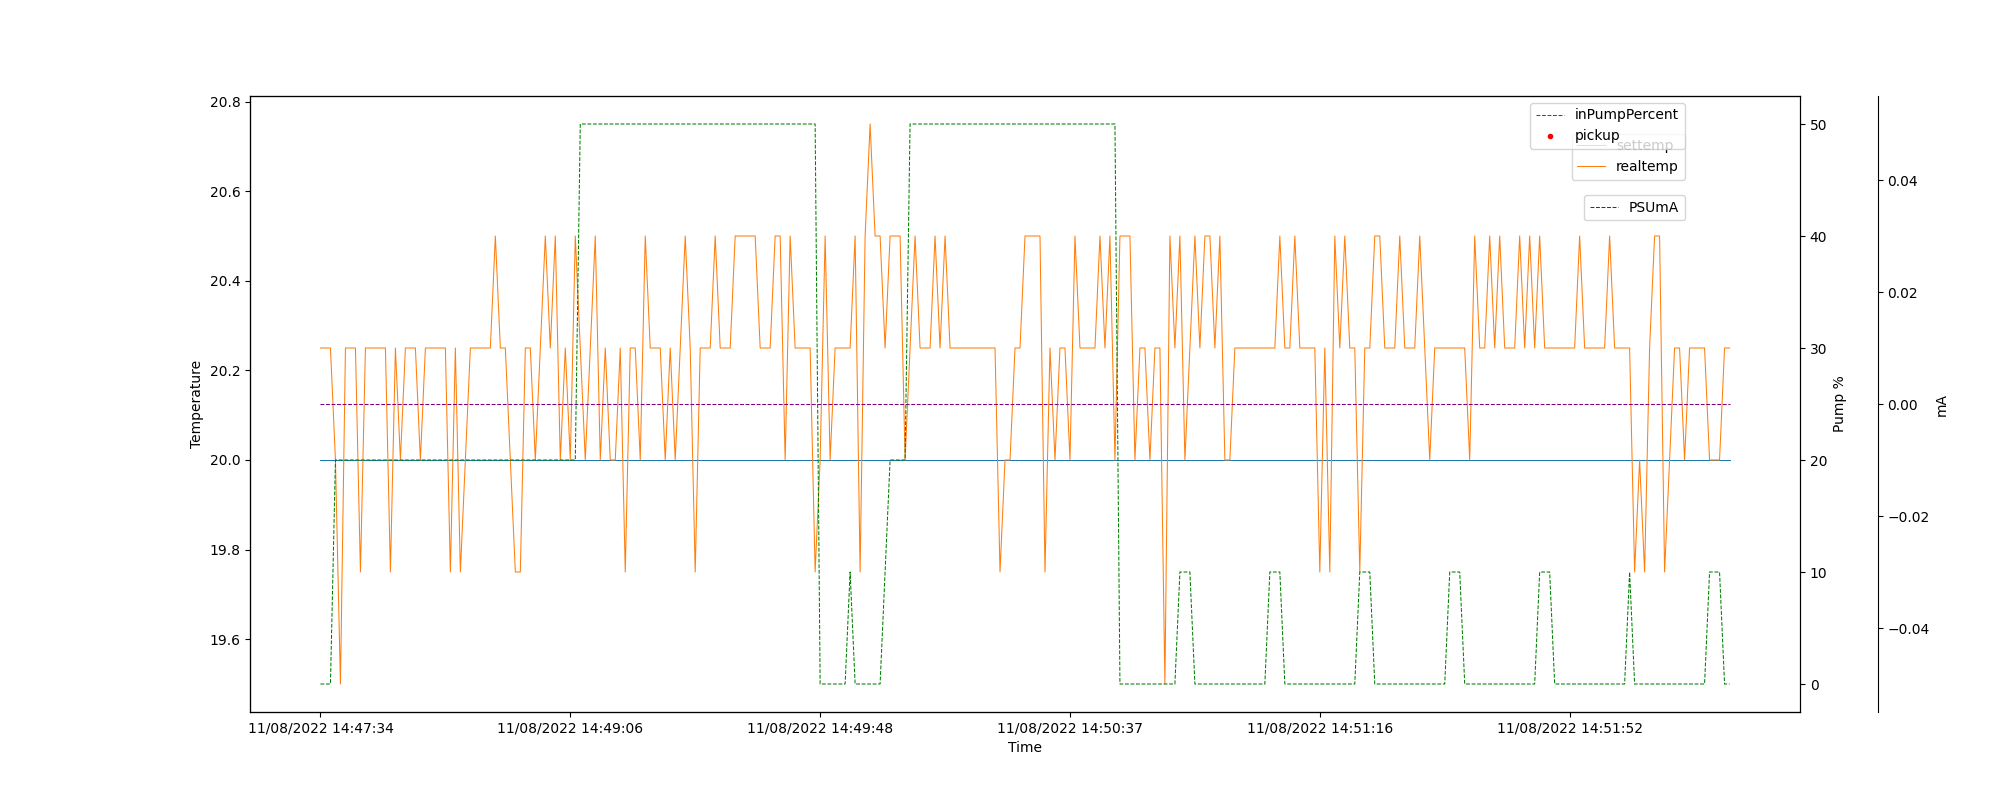 20.8
20.6
20.4
20.2
20.0
19.8
19.6
Temperature
inPumpPercent
pickup
settemp
realtemp
PSUmA
50
40
30
20
10
0
Pump %
0.04
0.02
0.00
−0.02
−0.04
mA
11/08/2022 14:47:34
11/08/2022 14:49:06
11/08/2022 14:49:48
11/08/2022 14:50:37
11/08/2022 14:51:16
11/08/2022 14:51:52
Time